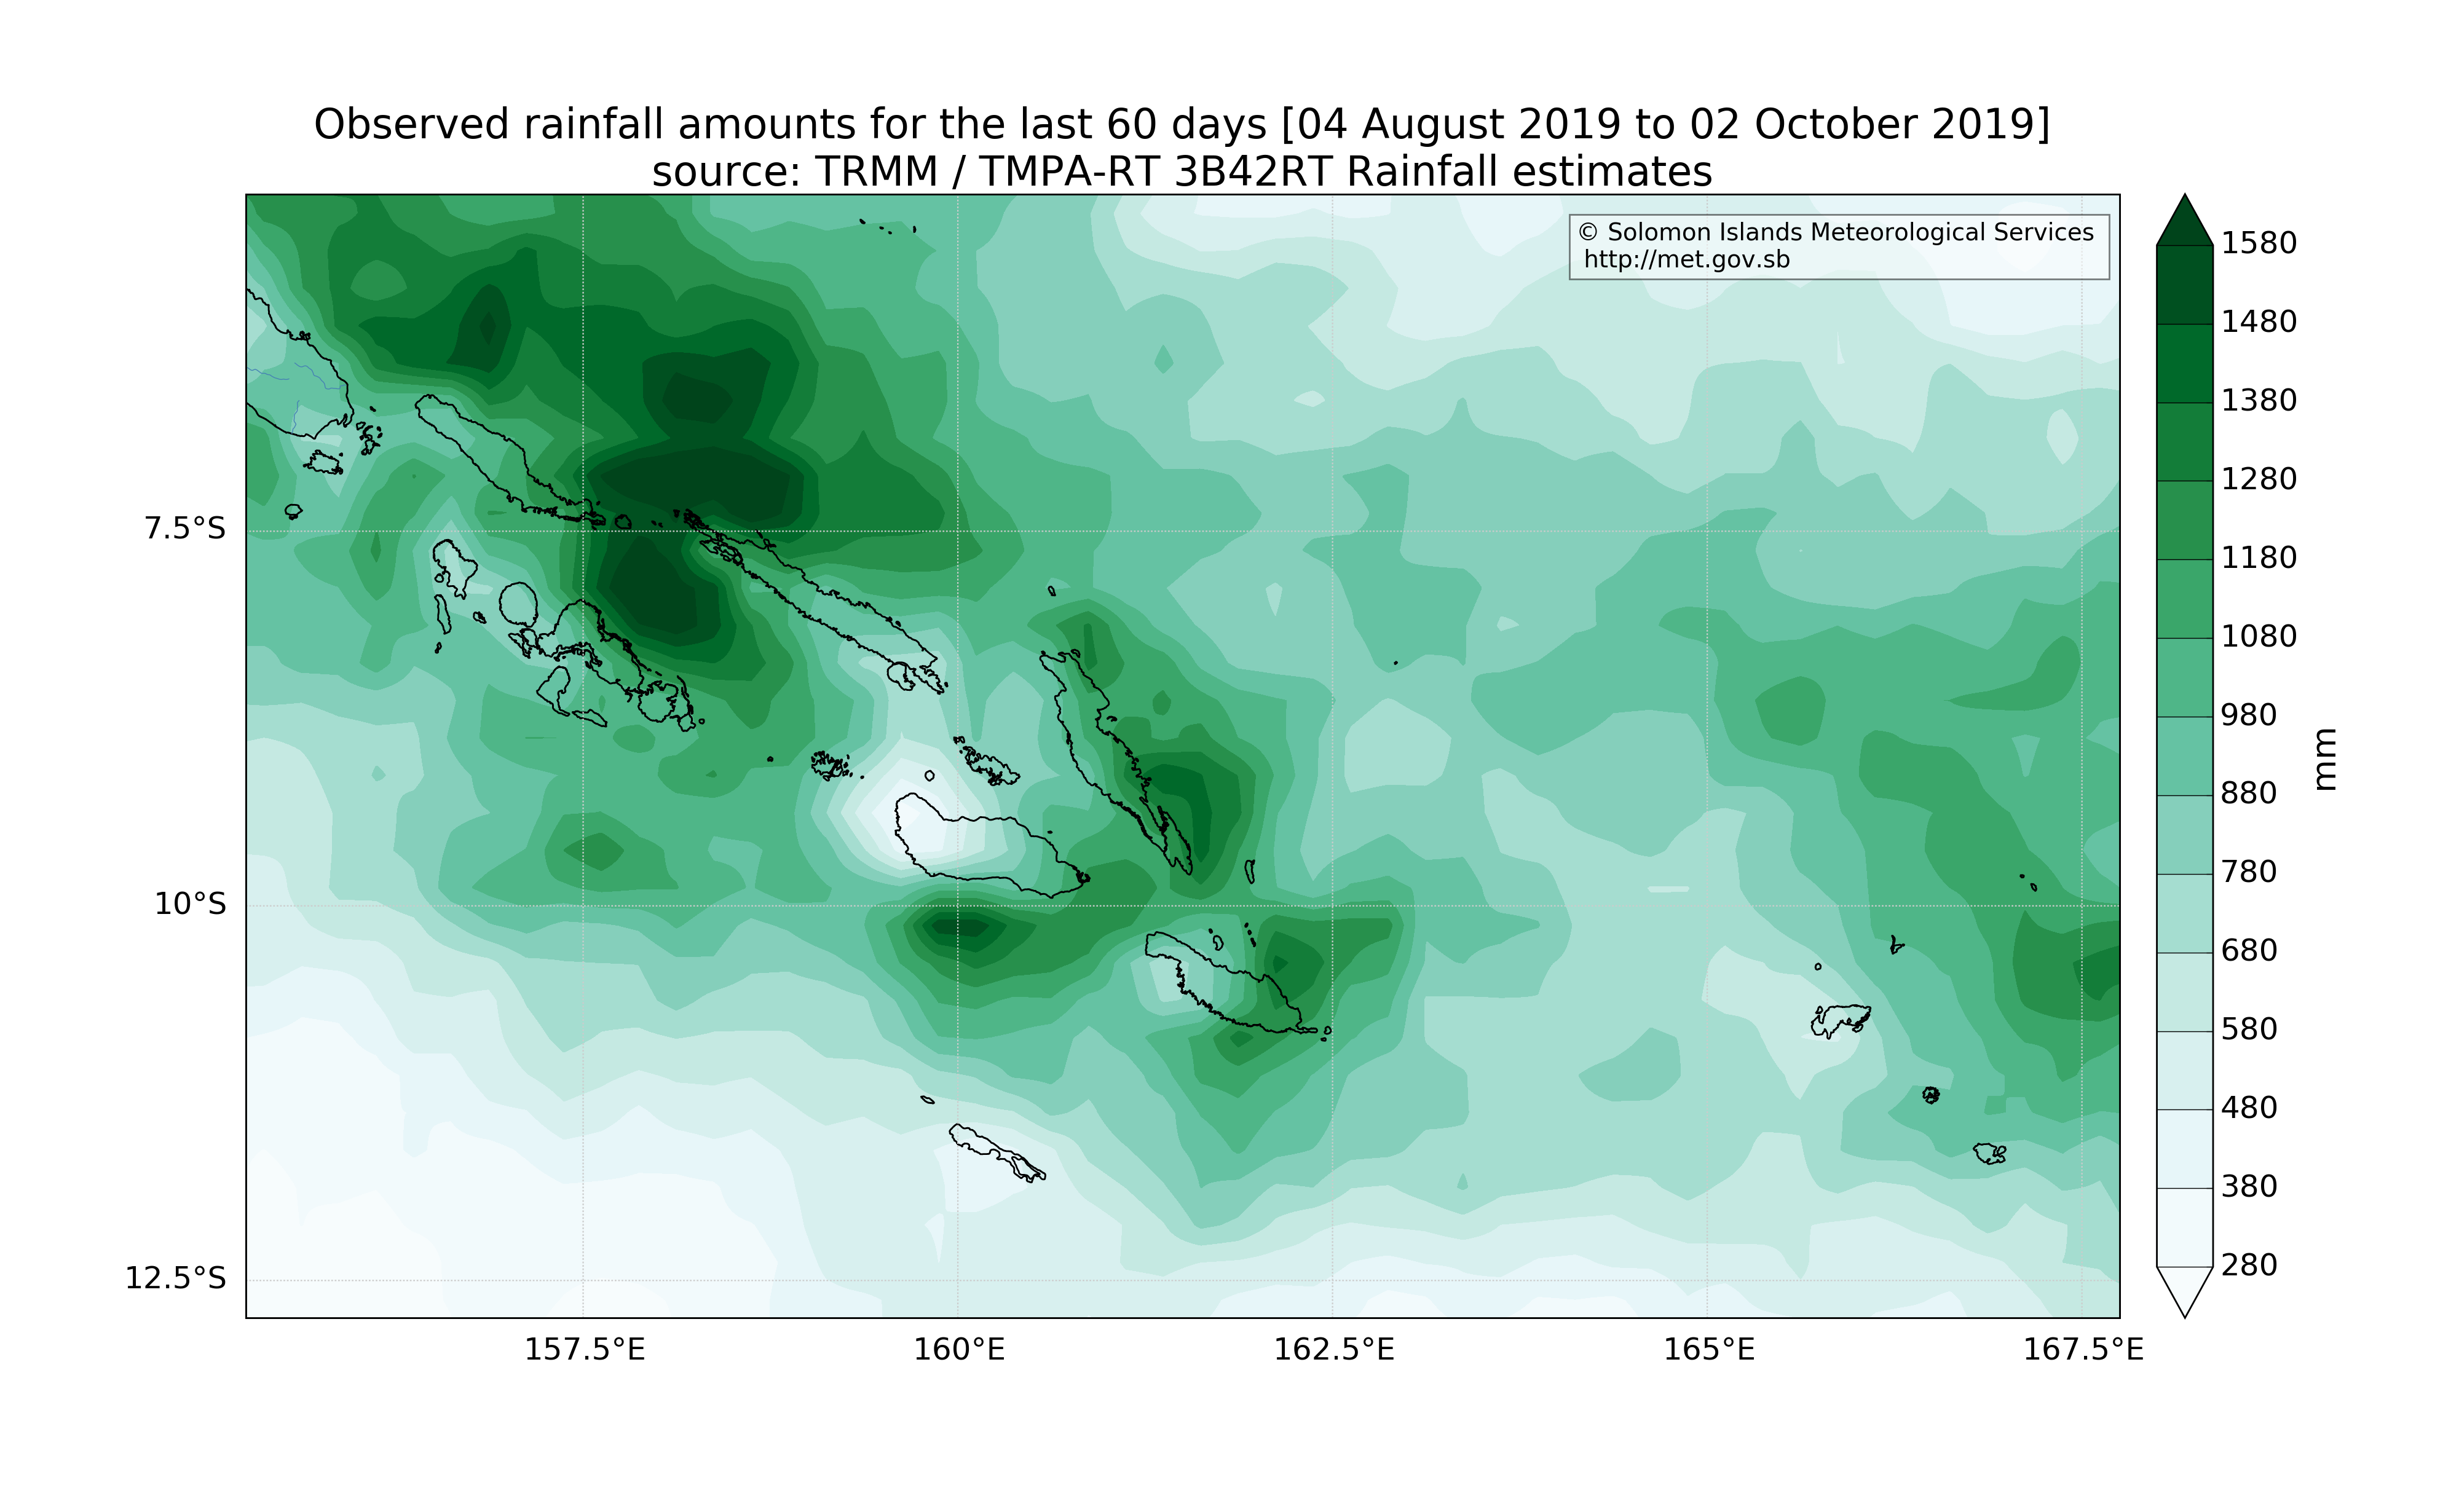 Observed rainfall amounts for the last 60 days [04 August 2019 to 02 October 2019]
source: TRMM / TMPA-RT 3B42RT Rainfall estimates
© Solomon Islands Meteorological Services
http://met.gov.sb
7.5°S
10°S
12.5°S
157.5°E
160°E
162.5°E
165°E
167.5°E
1580
1480
1380
1280
1180
1080
980
880
780
680
580
480
380
280
mm